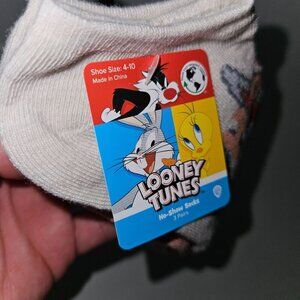 Shoe Size: 4-10
Made in China
LOONEY
TUNES
No-Show Socks
3 Pairs